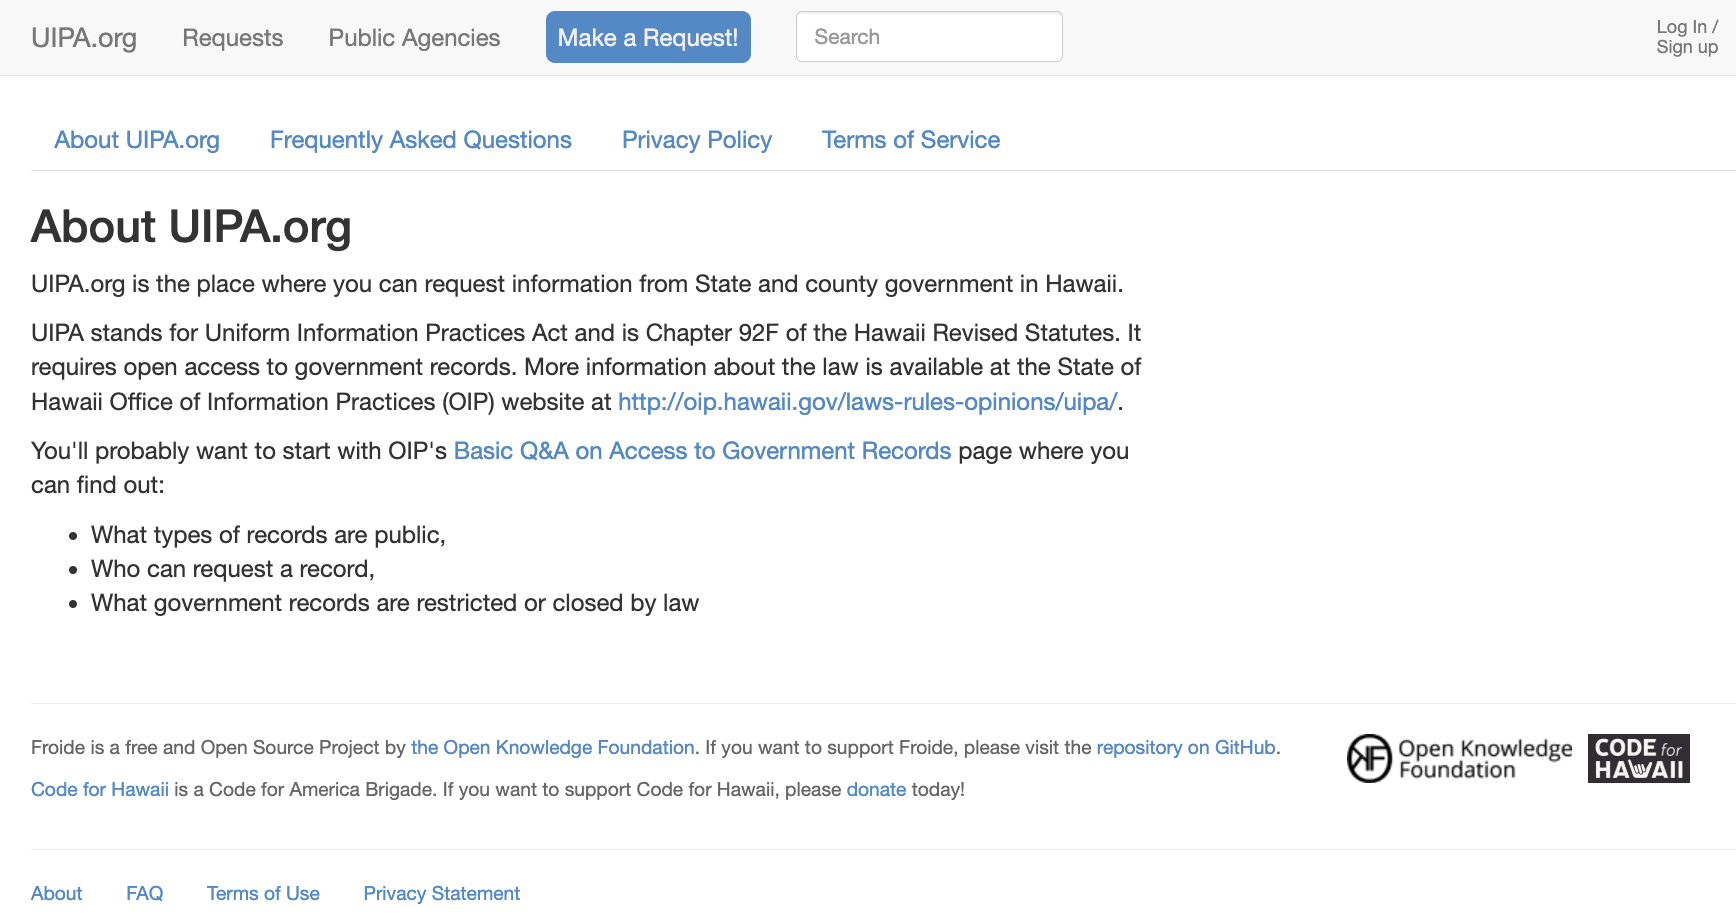 UIPA.org Requests Public Agencies Make a Request! Search Log In /
Sign up
About UIPA.org Frequently Asked Questions Privacy Policy Terms of Service
About UIPA.org
UIPA.org is the place where you can request information from State and county government in Hawaii.
UIPA stands for Uniform Information Practices Act and is Chapter 92F of the Hawaii Revised Statutes. It
requires open access to government records. More information about the law is available at the State of
Hawaii Office of Information Practices (OIP) website at http://oip.hawaii.gov/laws-rules-opinions/uipa/.
You'll probably want to start with OIP's Basic Q&A on Access to Government Records page where you
can find out:
• What types of records are public,
• Who can request a record,
• What government records are restricted or closed by law
Froide is a free and Open Source Project by the Open Knowledge Foundation. If you want to support Froide, please visit the repository on GitHub.
Code for Hawaii is a Code for America Brigade. If you want to support Code for Hawaii, please donate today!
KF Open Knowledge
Foundation
CODE for
HAWAII
About FAQ Terms of Use Privacy Statement